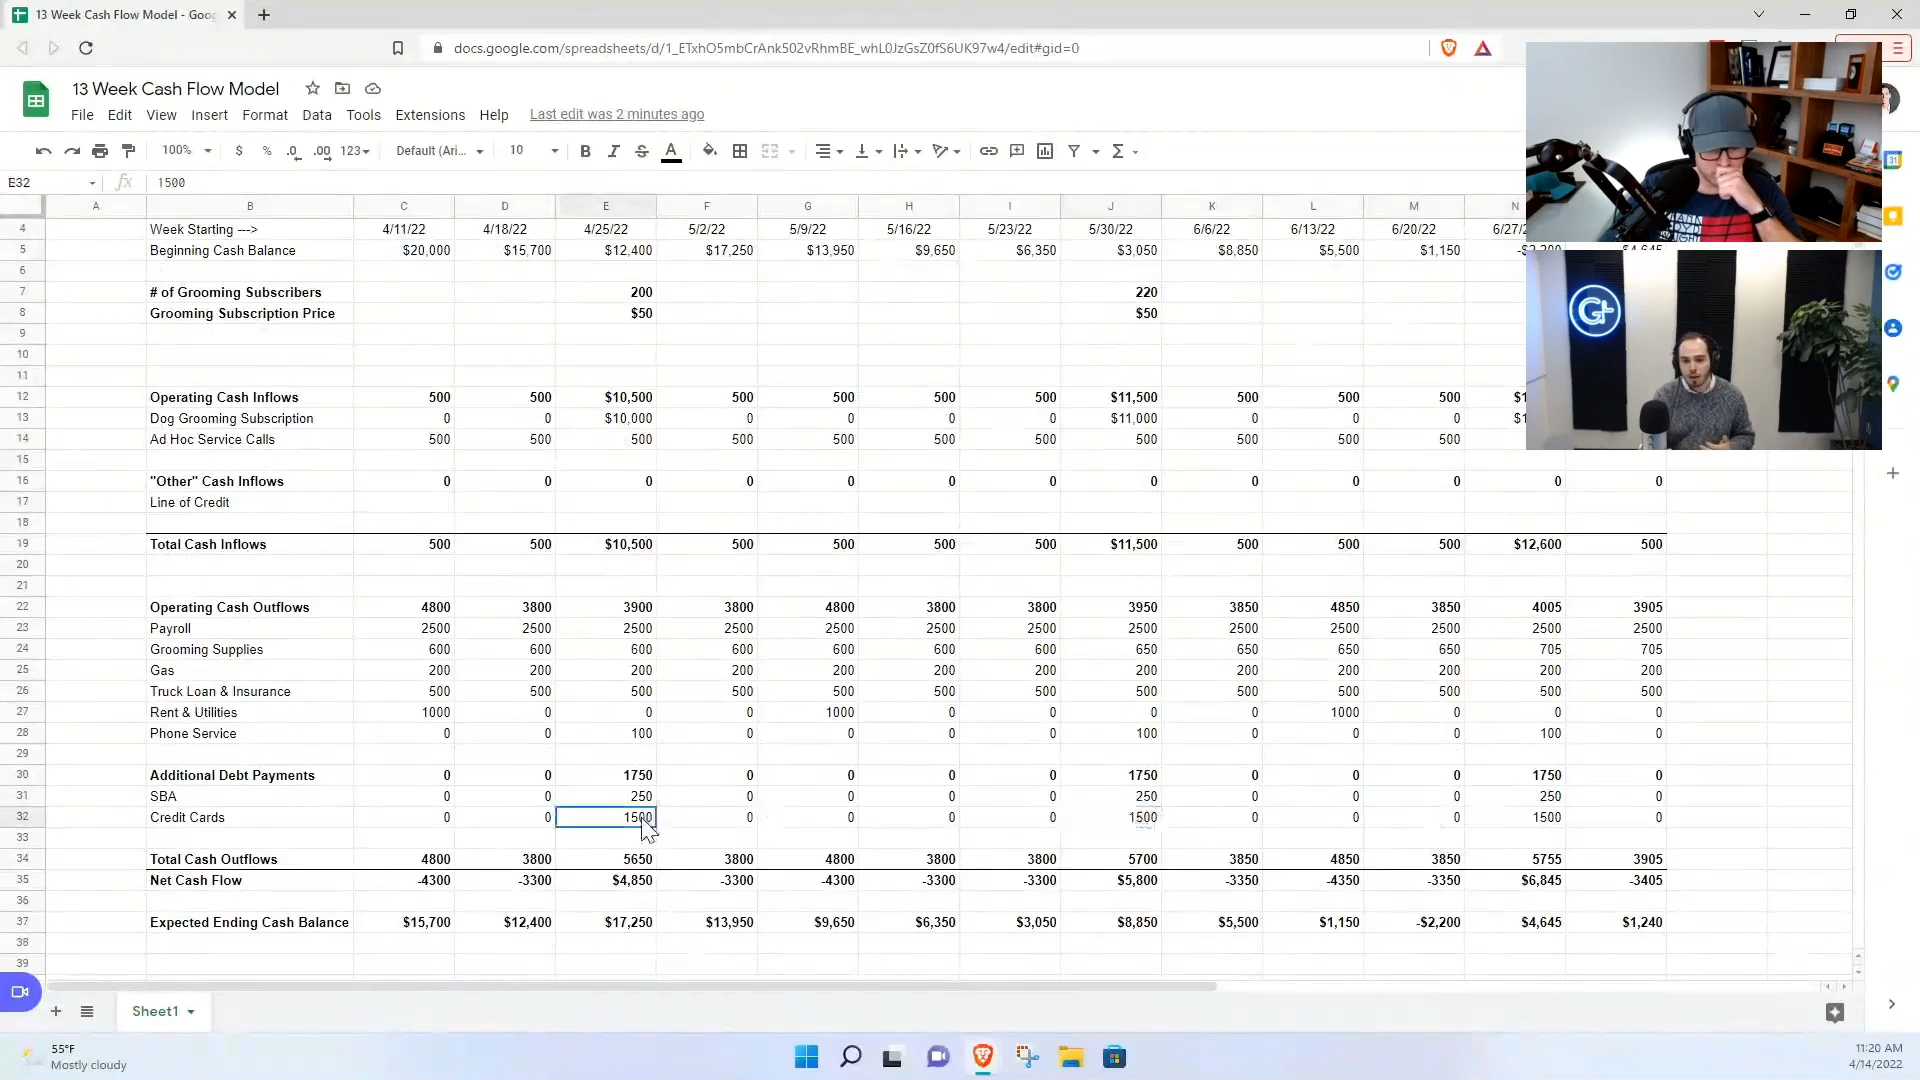 13 Week Cash Flow Model - Goog
docs.google.com/spreadsheets/d/1_ETxhO5mbCrAnk502vRhmBE_whL0JzGsZ0fS6UK97w4/edit#gid=0
13 Week Cash Flow Model
File Edit View Insert Format Data Tools Extensions Help Last edit was 2 minutes ago
100% $ % .0 .00 123 Default (Ari... 10 B I S A
E32 fx 1500
A B C D E F G H I J K L M N
4 Week Starting ---> 4/11/22 4/18/22 4/25/22 5/2/22 5/9/22 5/16/22 5/23/22 5/30/22 6/6/22 6/13/22 6/20/22
5 Beginning Cash Balance $20,000 $15,700 $12,400 $17,250 $13,950 $9,650 $6,350 $3,050 $8,850 $5,500 $1,150
6
7 # of Grooming Subscribers 200 220
8 Grooming Subscription Price $50 $50
9
10
11
12 Operating Cash Inflows 500 500 $10,500 500 500 500 500 $11,500 500 500 500
13 Dog Grooming Subscription 0 0 $10,000 0 0 0 0 $11,000 0 0 0
14 Ad Hoc Service Calls 500 500 500 500 500 500 500 500 500 500 500
15
16 "Other" Cash Inflows 0 0 0 0 0 0 0 0 0 0 0 0 0
17 Line of Credit
18
19 Total Cash Inflows 500 500 $10,500 500 500 500 500 $11,500 500 500 500 $12,600 500
20
21
22 Operating Cash Outflows 4800 3800 3900 3800 4800 3800 3800 3950 3850 4850 3850 4005 3905
23 Payroll 2500 2500 2500 2500 2500 2500 2500 2500 2500 2500 2500 2500 2500
24 Grooming Supplies 600 600 600 600 600 600 600 650 650 650 650 705 705
25 Gas 200 200 200 200 200 200 200 200 200 200 200 200 200
26 Truck Loan & Insurance 500 500 500 500 500 500 500 500 500 500 500 500 500
27 Rent & Utilities 1000 0 0 0 1000 0 0 0 0 1000 0 0 0
28 Phone Service 0 0 100 0 0 0 0 100 0 0 0 100 0
29
30 Additional Debt Payments 0 0 1750 0 0 0 0 1750 0 0 0 1750 0
31 SBA 0 0 250 0 0 0 0 250 0 0 0 250 0
32 Credit Cards 0 0 1500 0 0 0 0 1500 0 0 0 1500 0
33
34 Total Cash Outflows 4800 3800 5650 3800 4800 3800 3800 5700 3850 4850 3850 5755 3905
35 Net Cash Flow -4300 -3300 $4,850 -3300 -4300 -3300 -3300 $5,800 -3350 -4350 -3350 $6,845 -3405
36
37 Expected Ending Cash Balance $15,700 $12,400 $17,250 $13,950 $9,650 $6,350 $3,050 $8,850 $5,500 $1,150 -$2,200 $4,645 $1,240
38
39
Sheet1
55°F
Mostly cloudy
11:20 AM
4/14/2022
31
G+